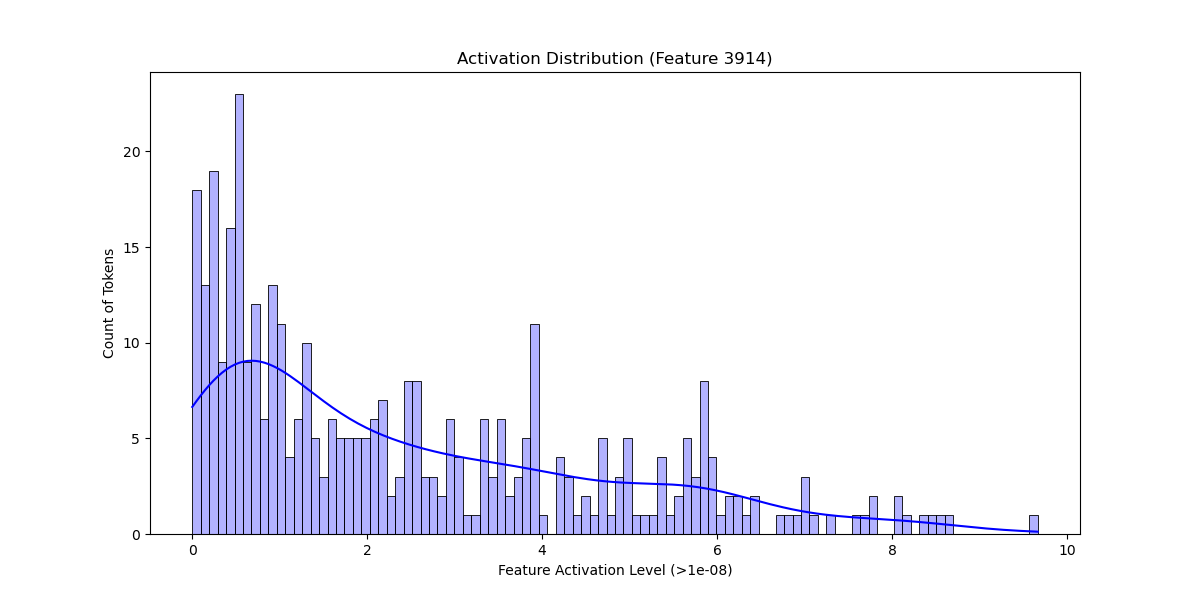 Activation Distribution (Feature 3914)
Count of Tokens
20
15
10
5
0
0 2 4 6 8 10
Feature Activation Level (>1e-08)